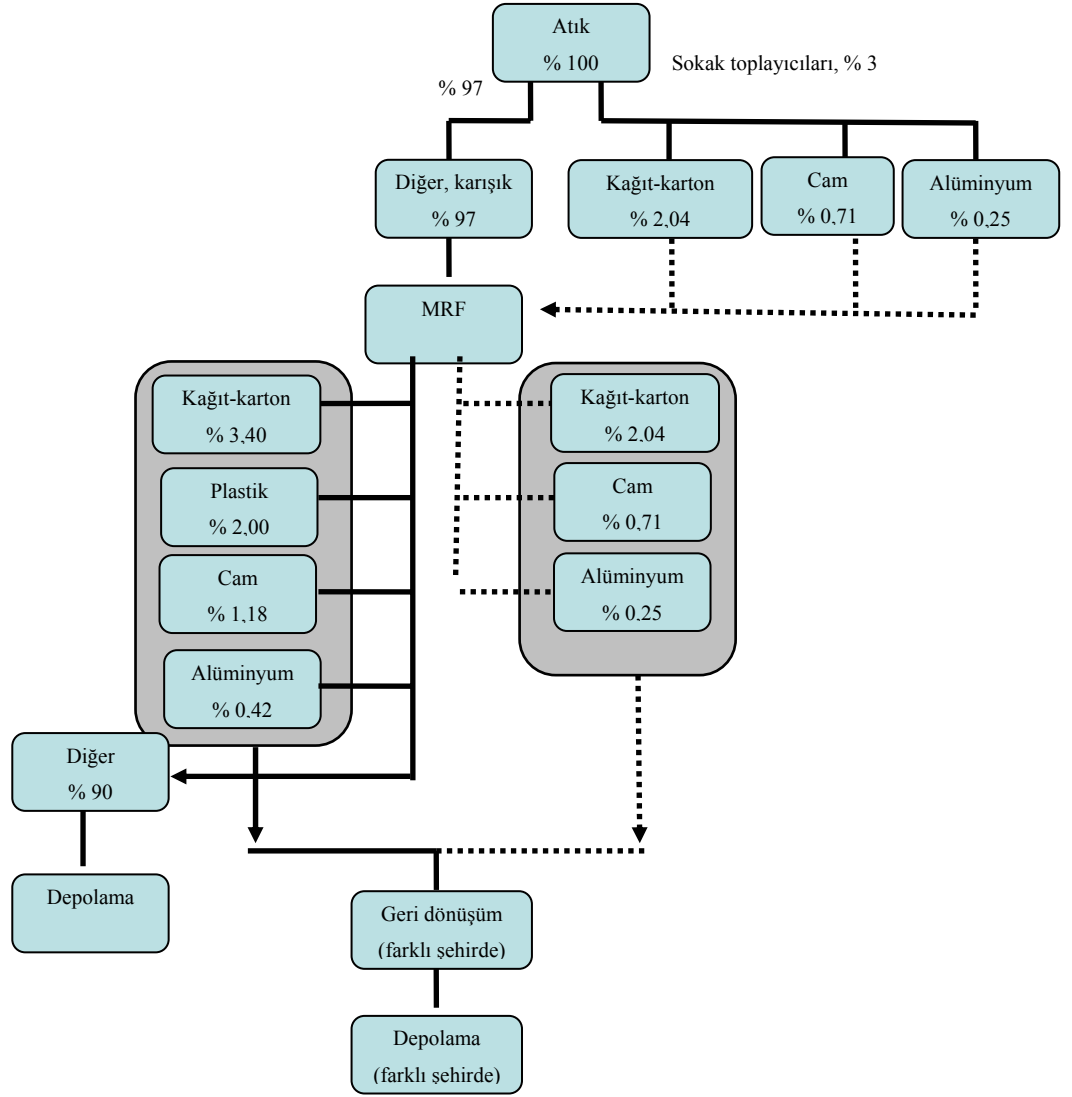 Atık
% 100
Sokak toplayıcıları, % 3
% 97
Diğer, karışık
% 97
Kağıt-karton
% 2,04
Cam
% 0,71
Alüminyum
% 0,25
MRF
Kağıt-karton
% 3,40
Plastik
% 2,00
Cam
% 1,18
Alüminyum
% 0,42
Kağıt-karton
% 2,04
Cam
% 0,71
Alüminyum
% 0,25
Diğer
% 90
Depolama
Geri dönüşüm
(farklı şehirde)
Depolama
(farklı şehirde)